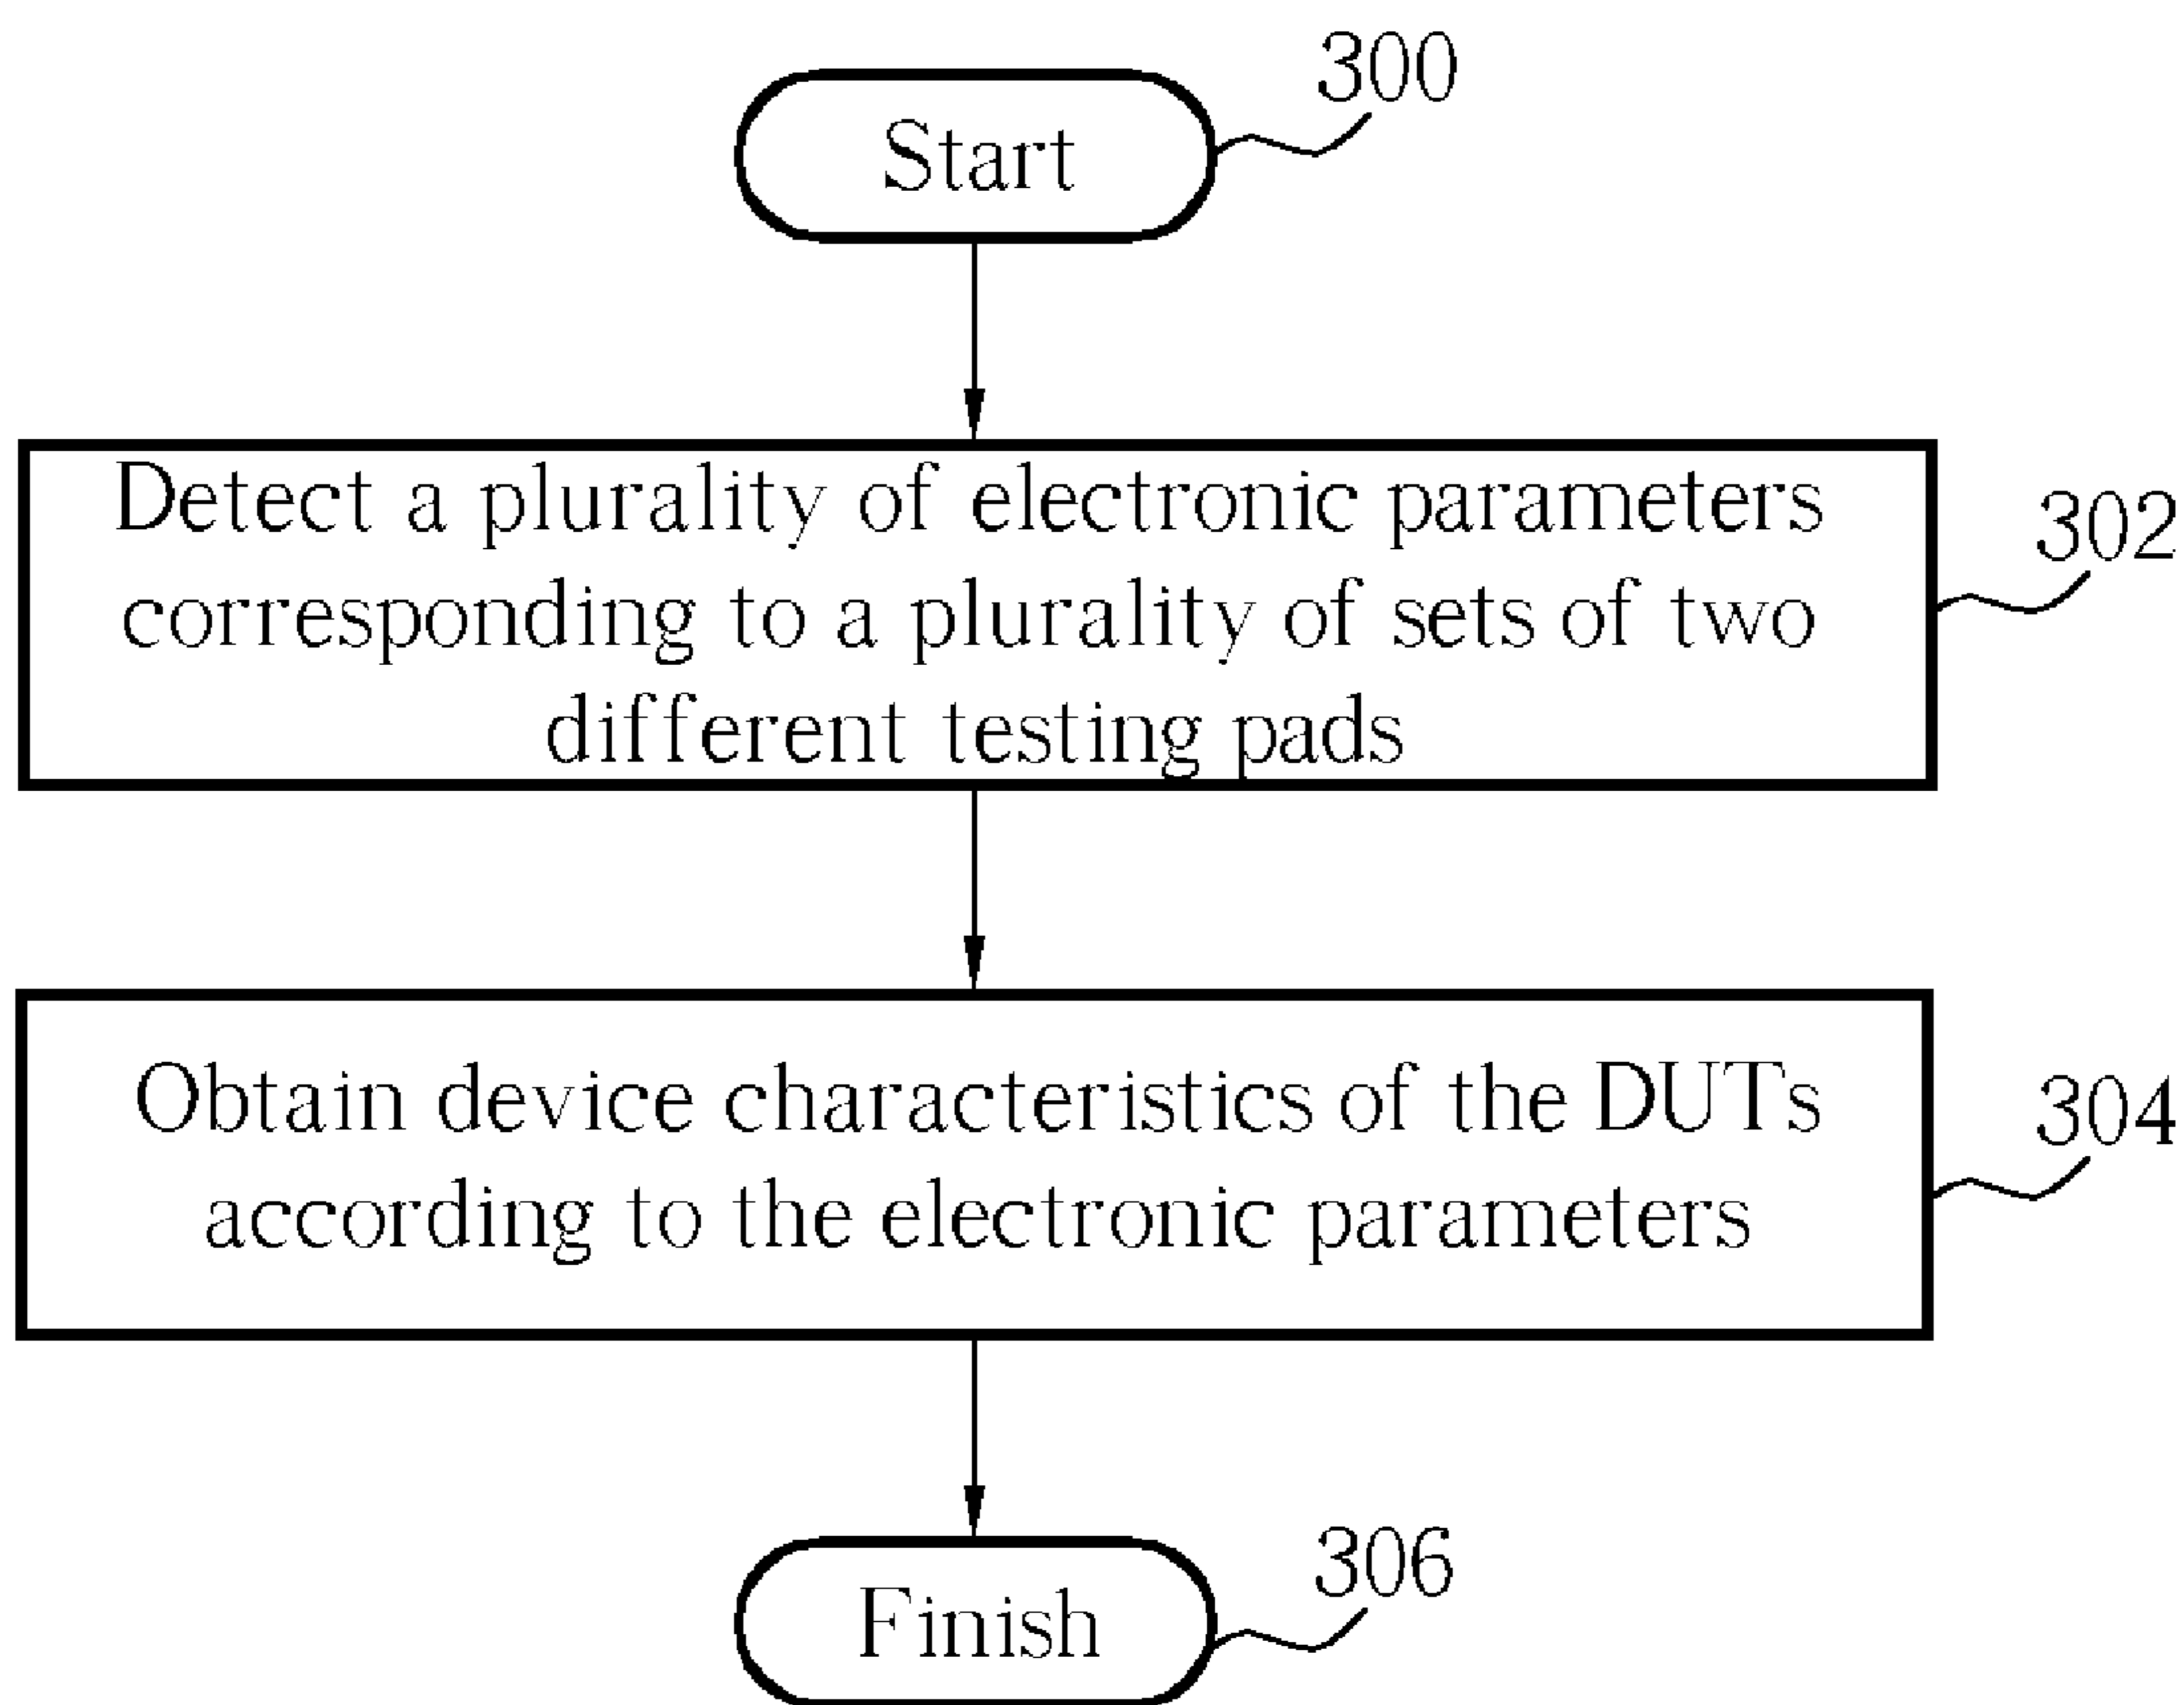 300
Start
Detect a plurality of electronic parameters
corresponding to a plurality of sets of two
different testing pads
302
Obtain device characteristics of the DUTs
according to the electronic parameters
304
306
Finish